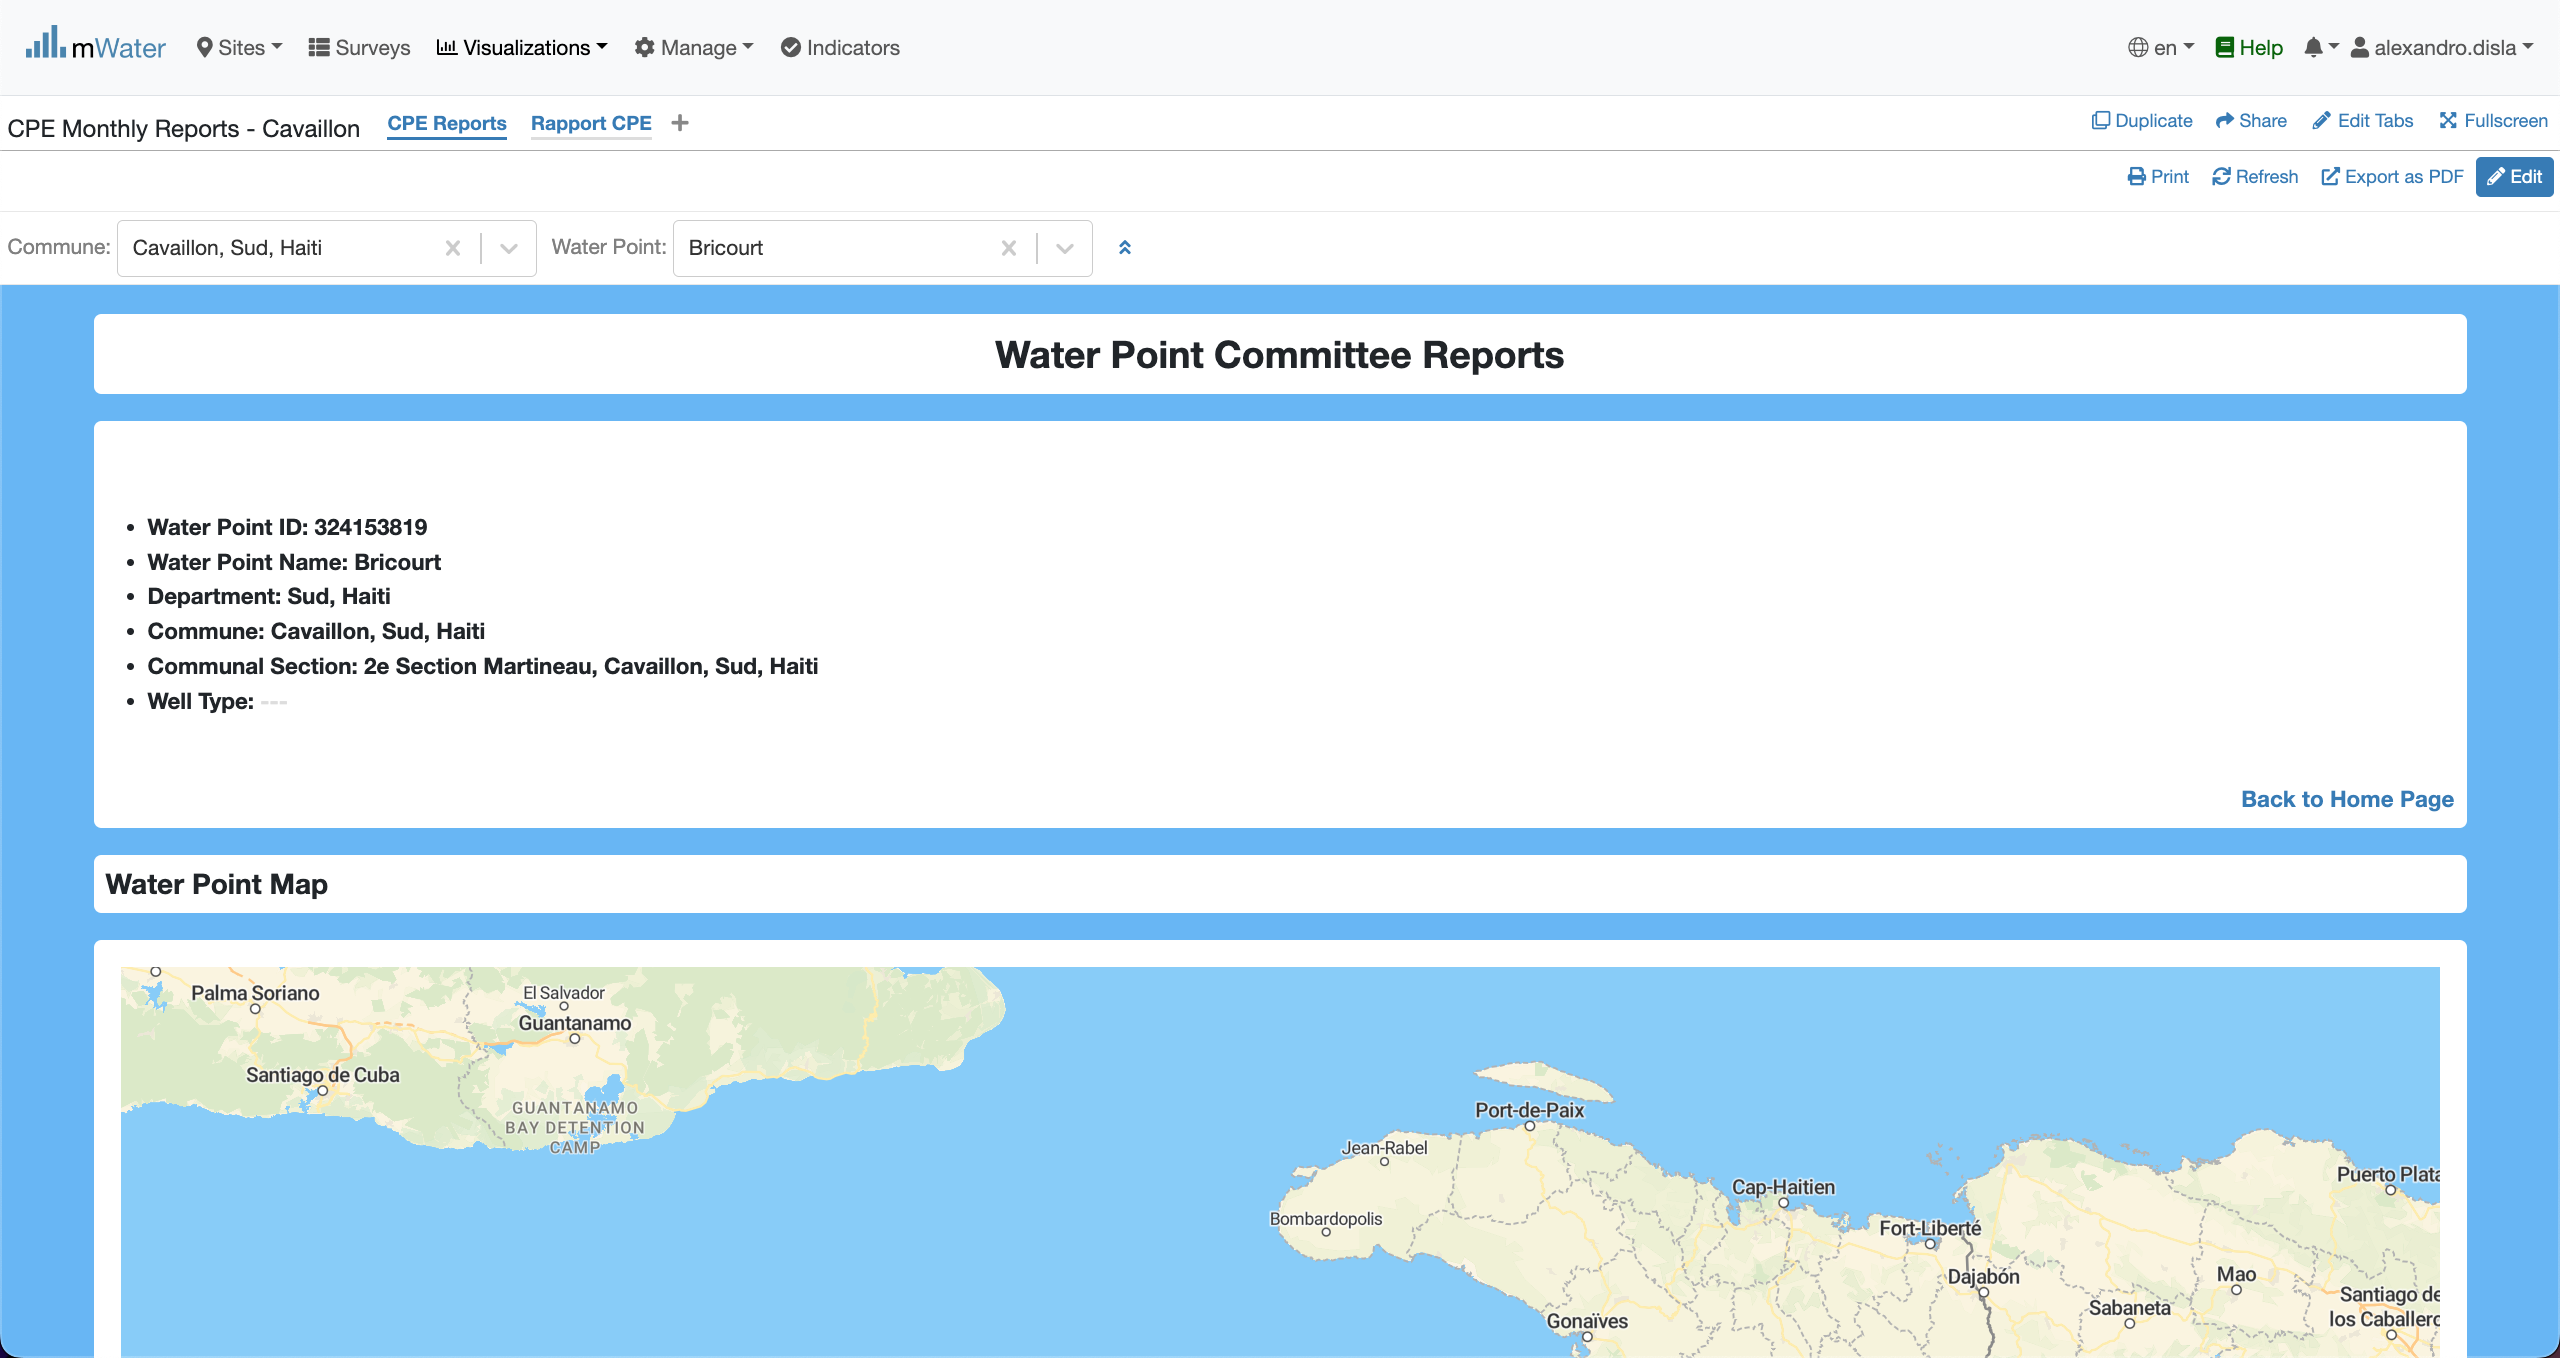 mWater Sites Surveys Visualizations Manage Indicators en Help alexandro.disla
CPE Monthly Reports - Cavaillon CPE Reports Rapport CPE + Duplicate Share Edit Tabs Fullscreen
Print Refresh Export as PDF Edit
Commune: Cavaillon, Sud, Haiti Water Point: Bricourt
Water Point Committee Reports
• Water Point ID: 324153819
• Water Point Name: Bricourt
• Department: Sud, Haiti
• Commune: Cavaillon, Sud, Haiti
• Communal Section: 2e Section Martineau, Cavaillon, Sud, Haiti
• Well Type: ---
Back to Home Page
Water Point Map
Palma Soriano
El Salvador
Guantanamo
Santiago de Cuba
GUANTANAMO
BAY DETENTION
CAMP
Port-de-Paix
Jean-Rabel
Bombardopolis
Cap-Haitien
Fort-Liberté
Puerto Plata
Dajabón
Mao
Sabaneta
Santiago de
los Caballero
Gonaïves